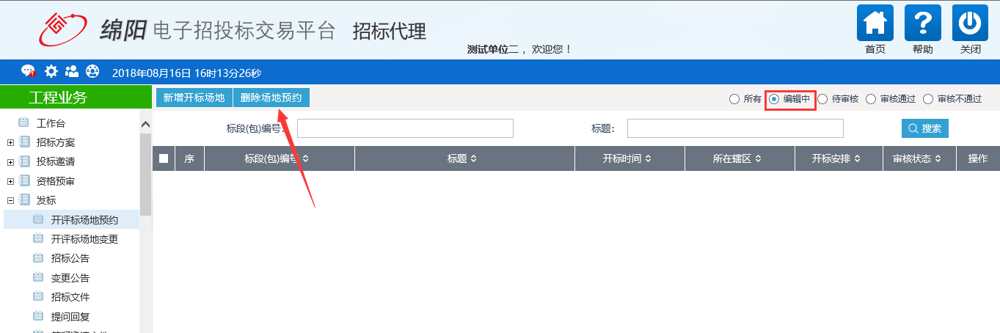 绵阳 电子招投标交易平台 招标代理
测试单位二 ，欢迎您！
首页 帮助 关闭
2018年08月16日 16时13分26秒
工程业务
新增开标场地 删除场地预约
所有 编辑中 待审核 审核通过 审核不通过
工作台
招标方案
投标邀请
资格预审
发标
开评标场地预约
开评标场地变更
招标公告
变更公告
招标文件
提问回复
标段(包)编号: 标题: 搜索
序 标段(包)编号 标题 开标时间 所在辖区 开标安排 审核状态 操作